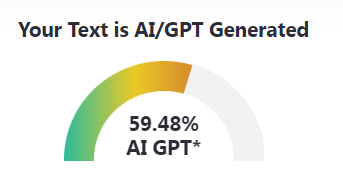 Your Text is AI/GPT Generated
59.48%
AI GPT*